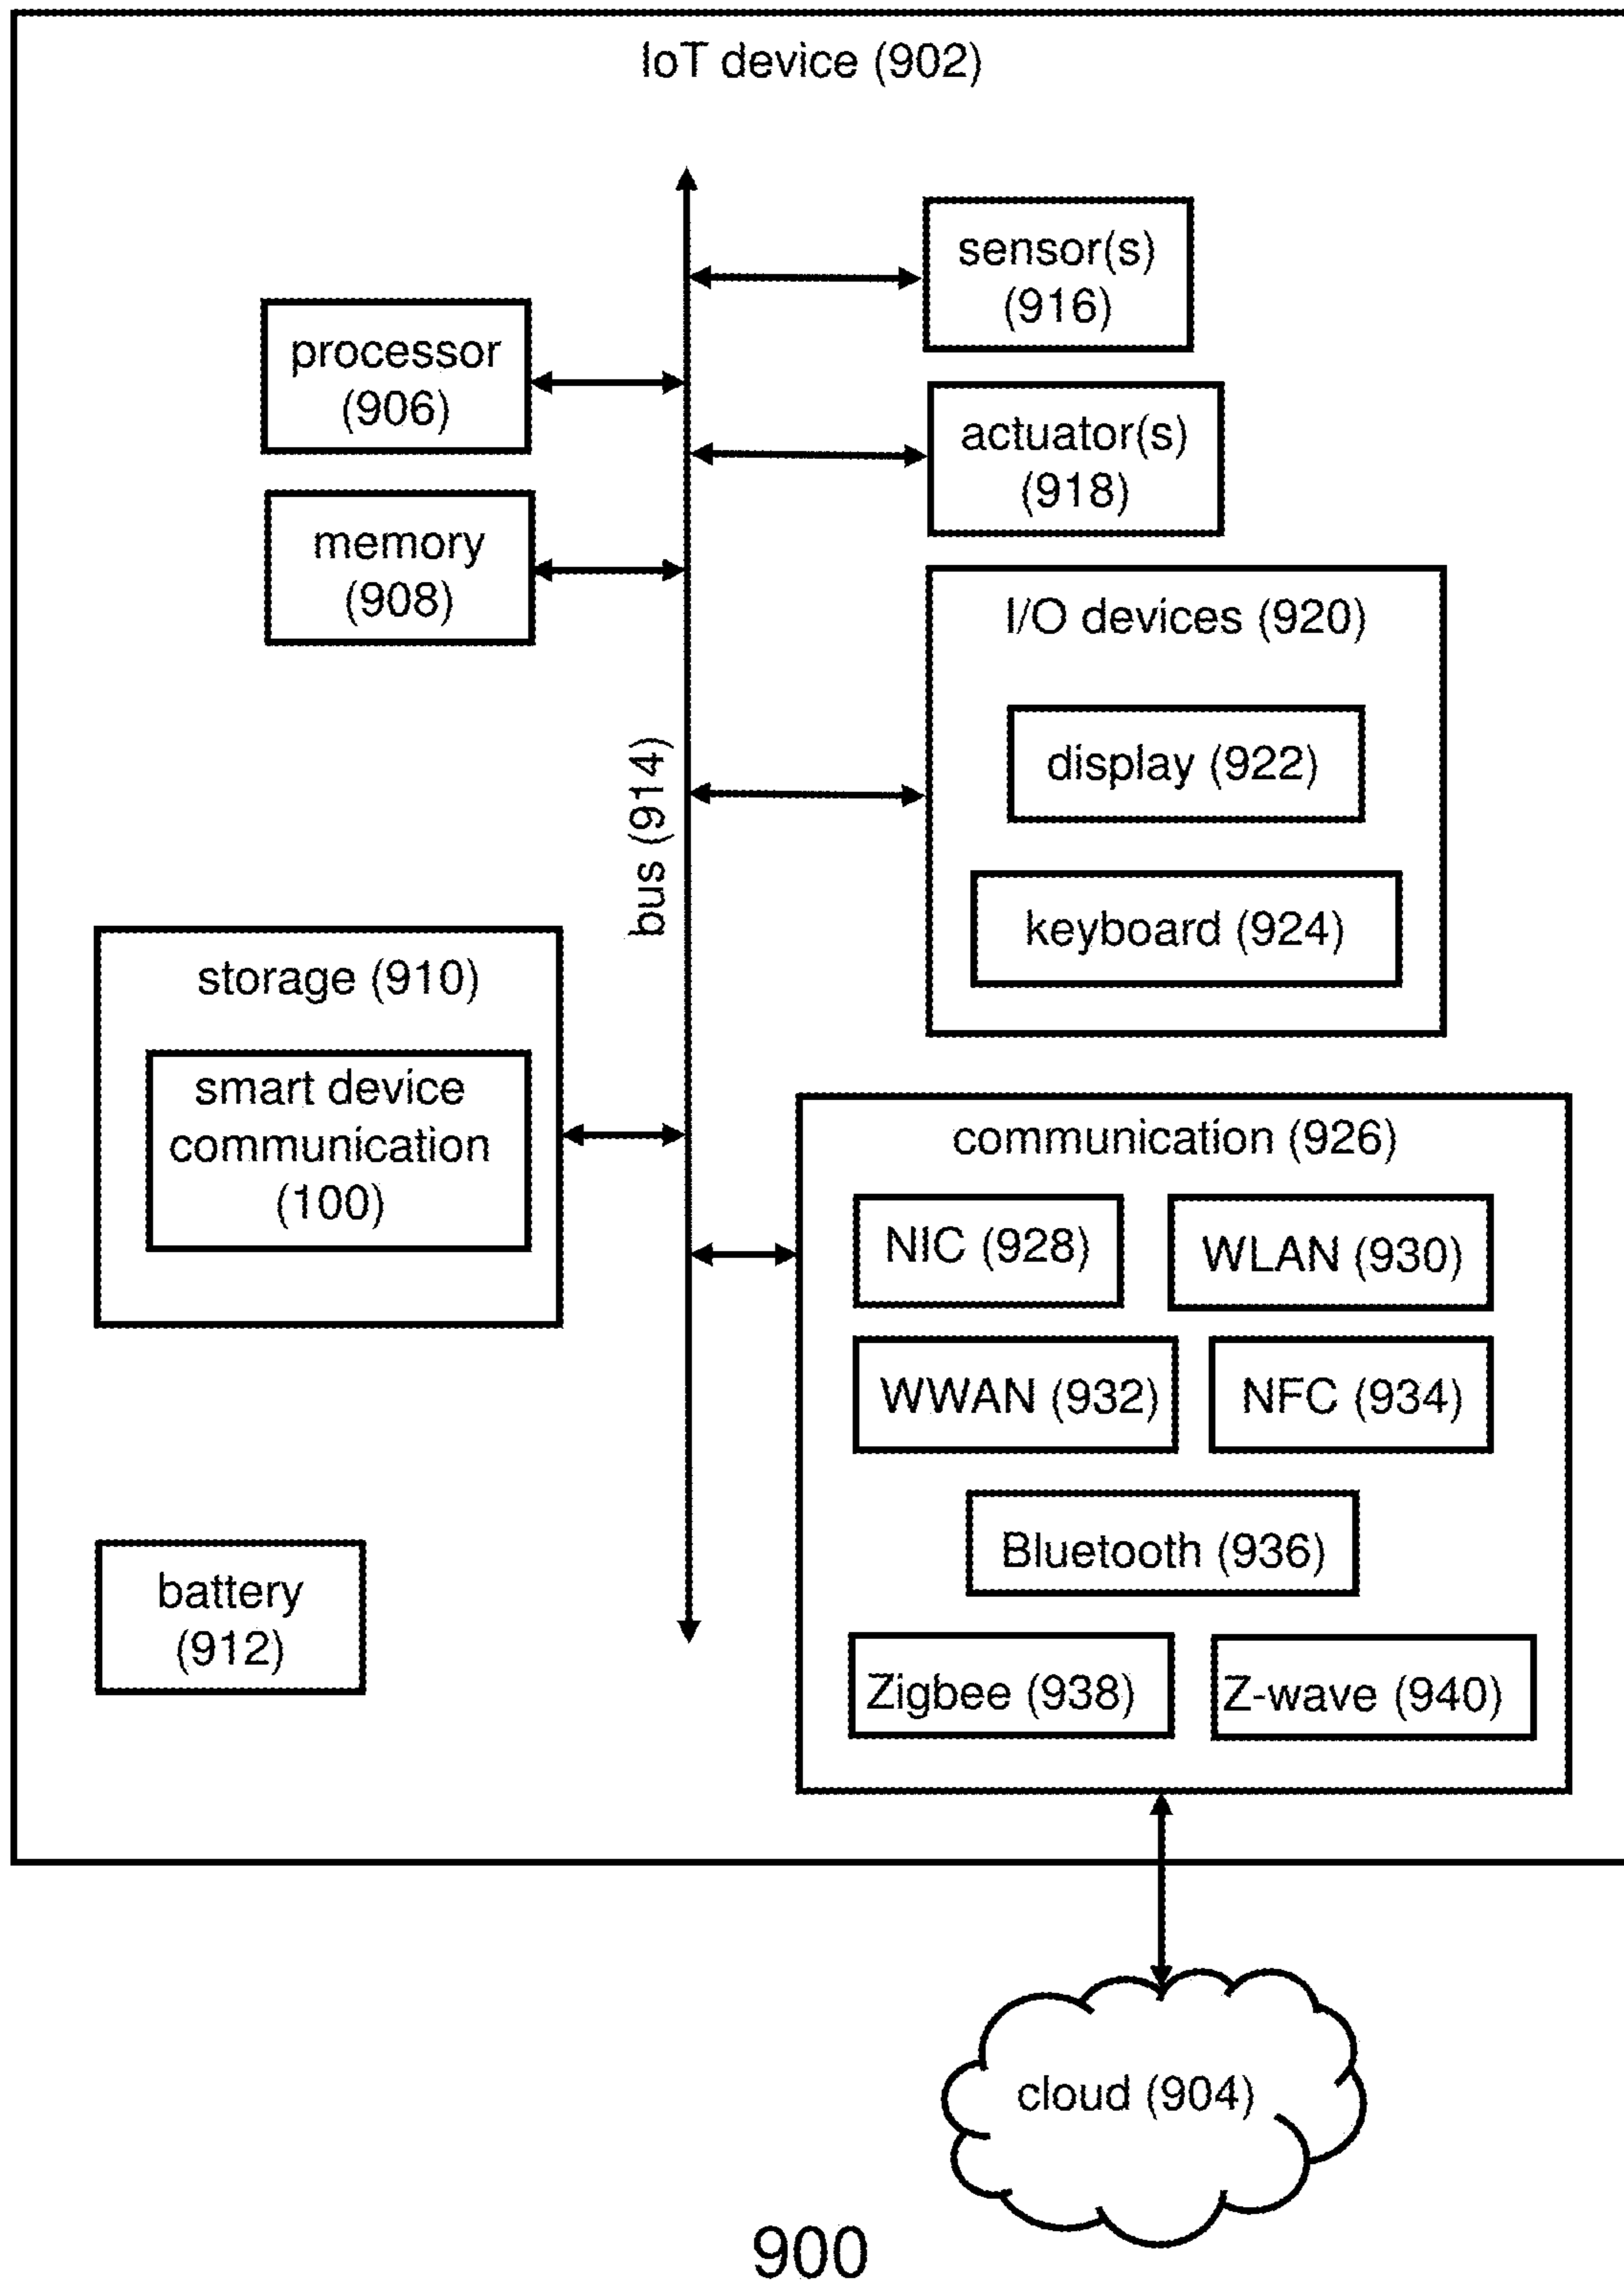 IoT device (902)
sensor(s)
(916)
processor
(906)
actuator(s)
(918)
memory
(908)
I/O devices (920)
display (922)
bus (914)
keyboard (924)
storage (910)
smart device
communication
(100)
communication (926)
NIC (928)
WLAN (930)
WWAN (932)
NFC (934)
Bluetooth (936)
battery
(912)
Zigbee (938)
Z-wave (940)
cloud (904)
900